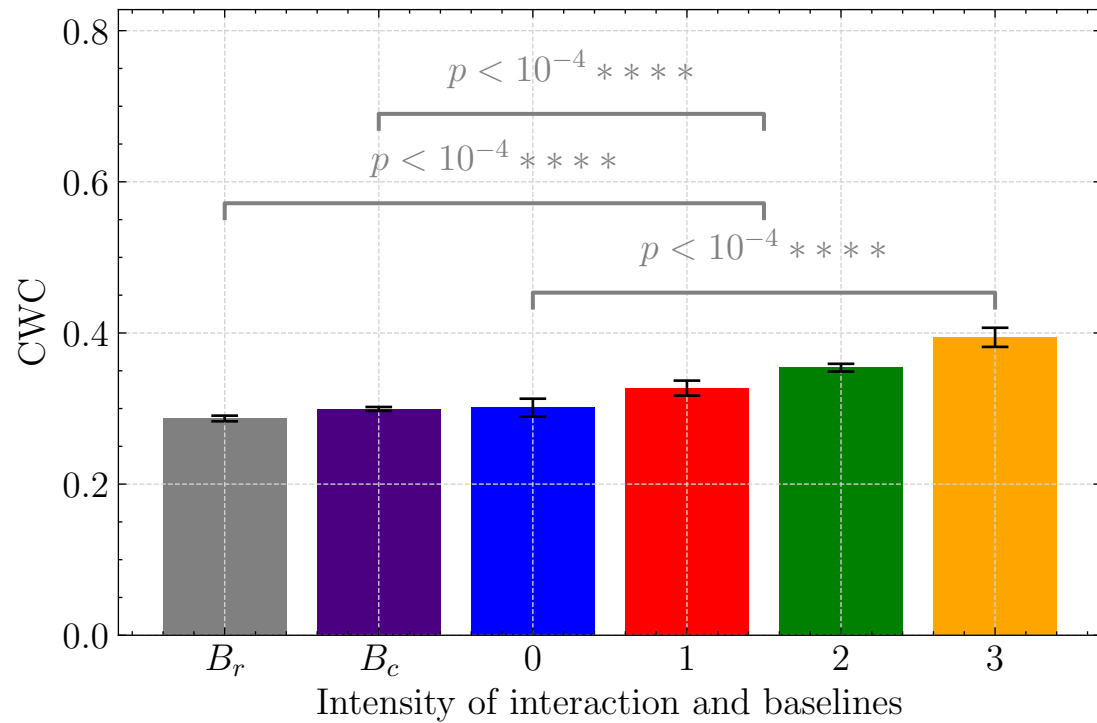 0.8
p < 10⁻⁴ ∗∗∗∗
p < 10⁻⁴ ∗∗∗∗
0.6
p < 10⁻⁴ ∗∗∗∗
CWC
0.4
0.2
0.0
B_r B_c 0 1 2 3
Intensity of interaction and baselines